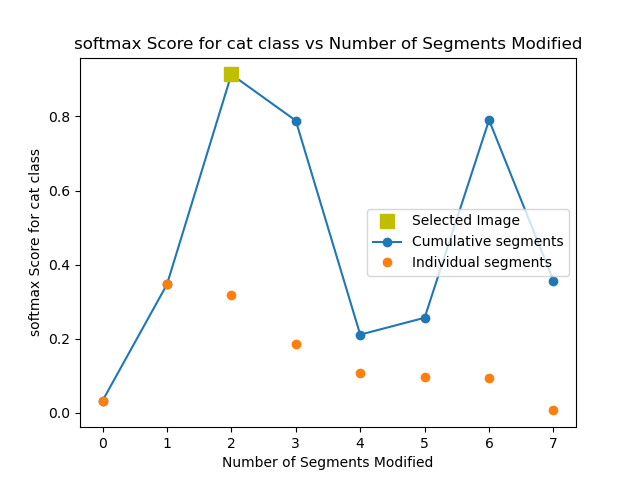 softmax Score for cat class vs Number of Segments Modified
softmax Score for cat class
0.8
0.6
0.4
0.2
0.0
Selected Image
Cumulative segments
Individual segments
0 1 2 3 4 5 6 7
Number of Segments Modified